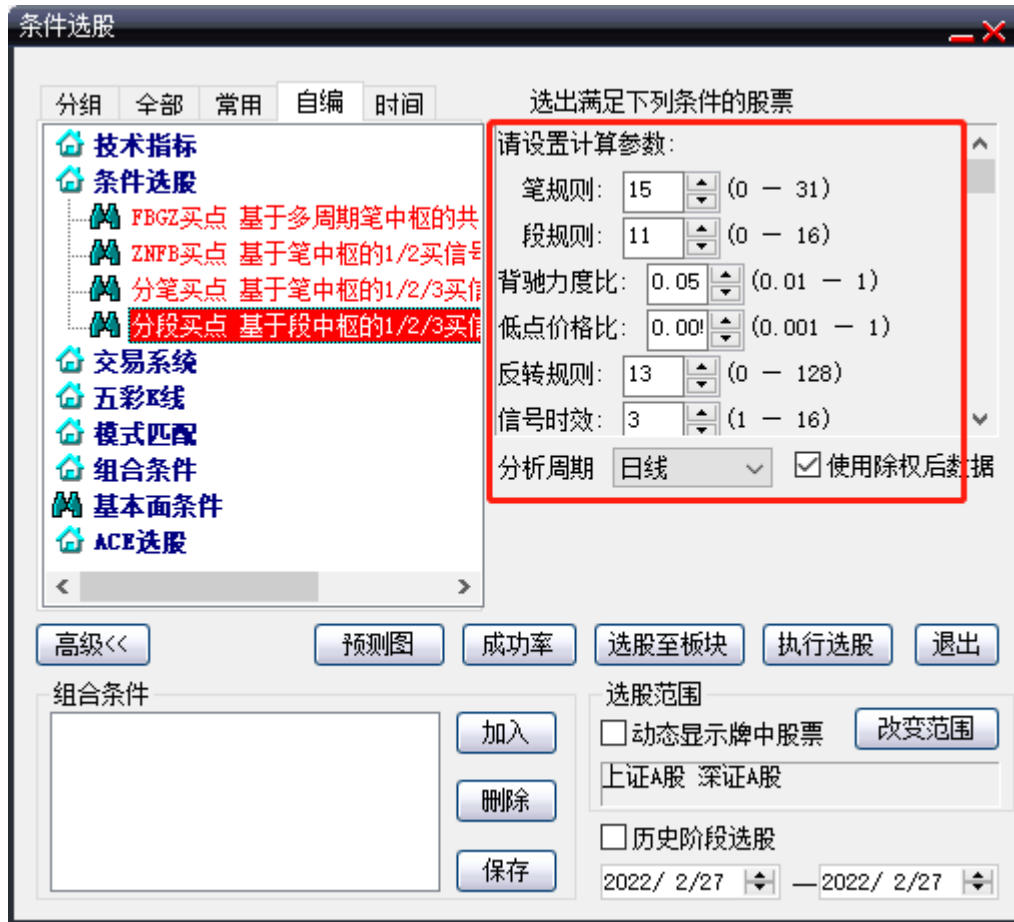 条件选股
分组 全部 常用 自编 时间
选出满足下列条件的股票
技术指标
条件选股
FBGZ买点 基于多周期笔中枢的共
ZNFB买点 基于笔中枢的1/2买信号
分笔买点 基于笔中枢的1/2/3买信
分段买点 基于段中枢的1/2/3买信
交易系统
五彩K线
模式匹配
组合条件
基本面条件
ACE选股
请设置计算参数:
笔规则: 15 (0 — 31)
段规则: 11 (0 — 16)
背驰力度比: 0.05 (0.01 — 1)
低点价格比: 0.00 (0.001 — 1)
反转规则: 13 (0 — 128)
信号时效: 3 (1 — 16)
分析周期 日线 使用除权后数据
高级<< 预测图 成功率 选股至板块 执行选股 退出
组合条件
加入
删除
保存
选股范围
动态显示牌中股票 改变范围
上证A股 深证A股
历史阶段选股
2022/ 2/27 —2022/ 2/27